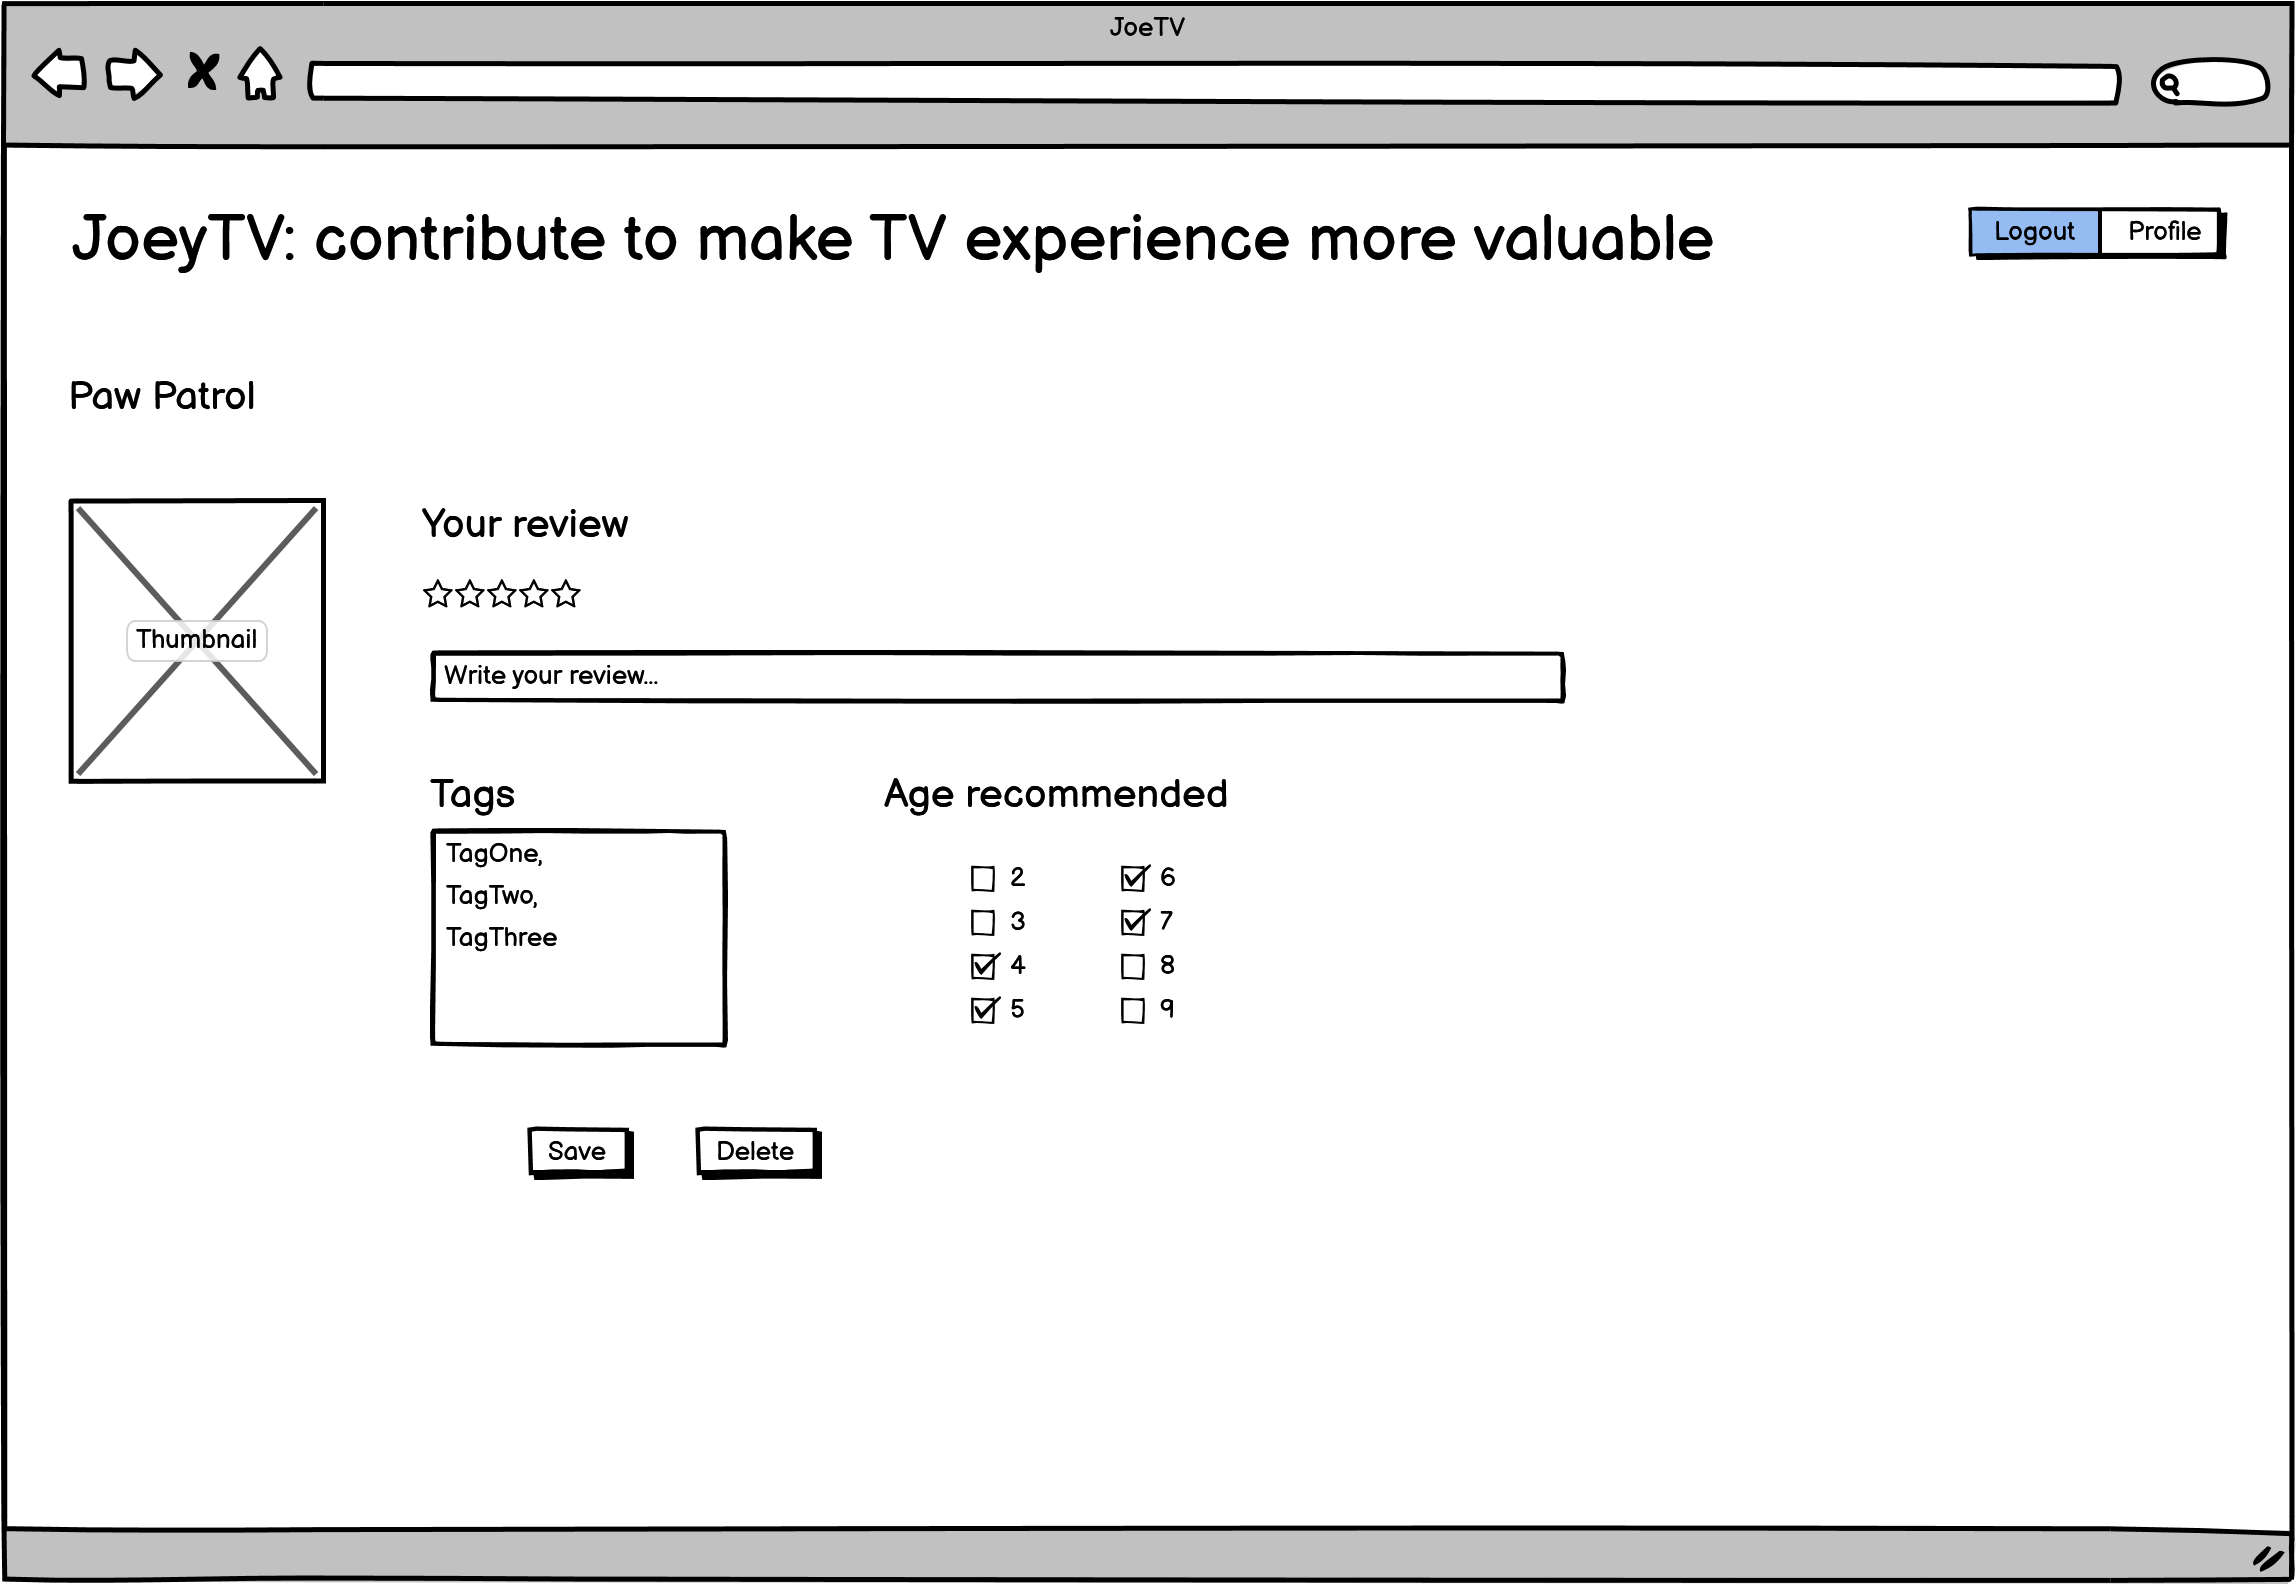 JoeTV
JoeyTV: contribute to make TV experience more valuable
Logout Profile
Paw Patrol
Your review
Thumbnail
Write your review...
Tags
TagOne,
TagTwo,
TagThree
Age recommended
2 6
3 7
4 8
5 9
Save Delete